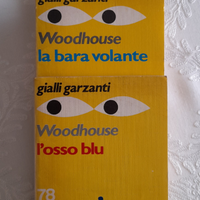 gialli garzanti
Woodhouse
la bara volante
gialli garzanti
Woodhouse
l'osso blu
78